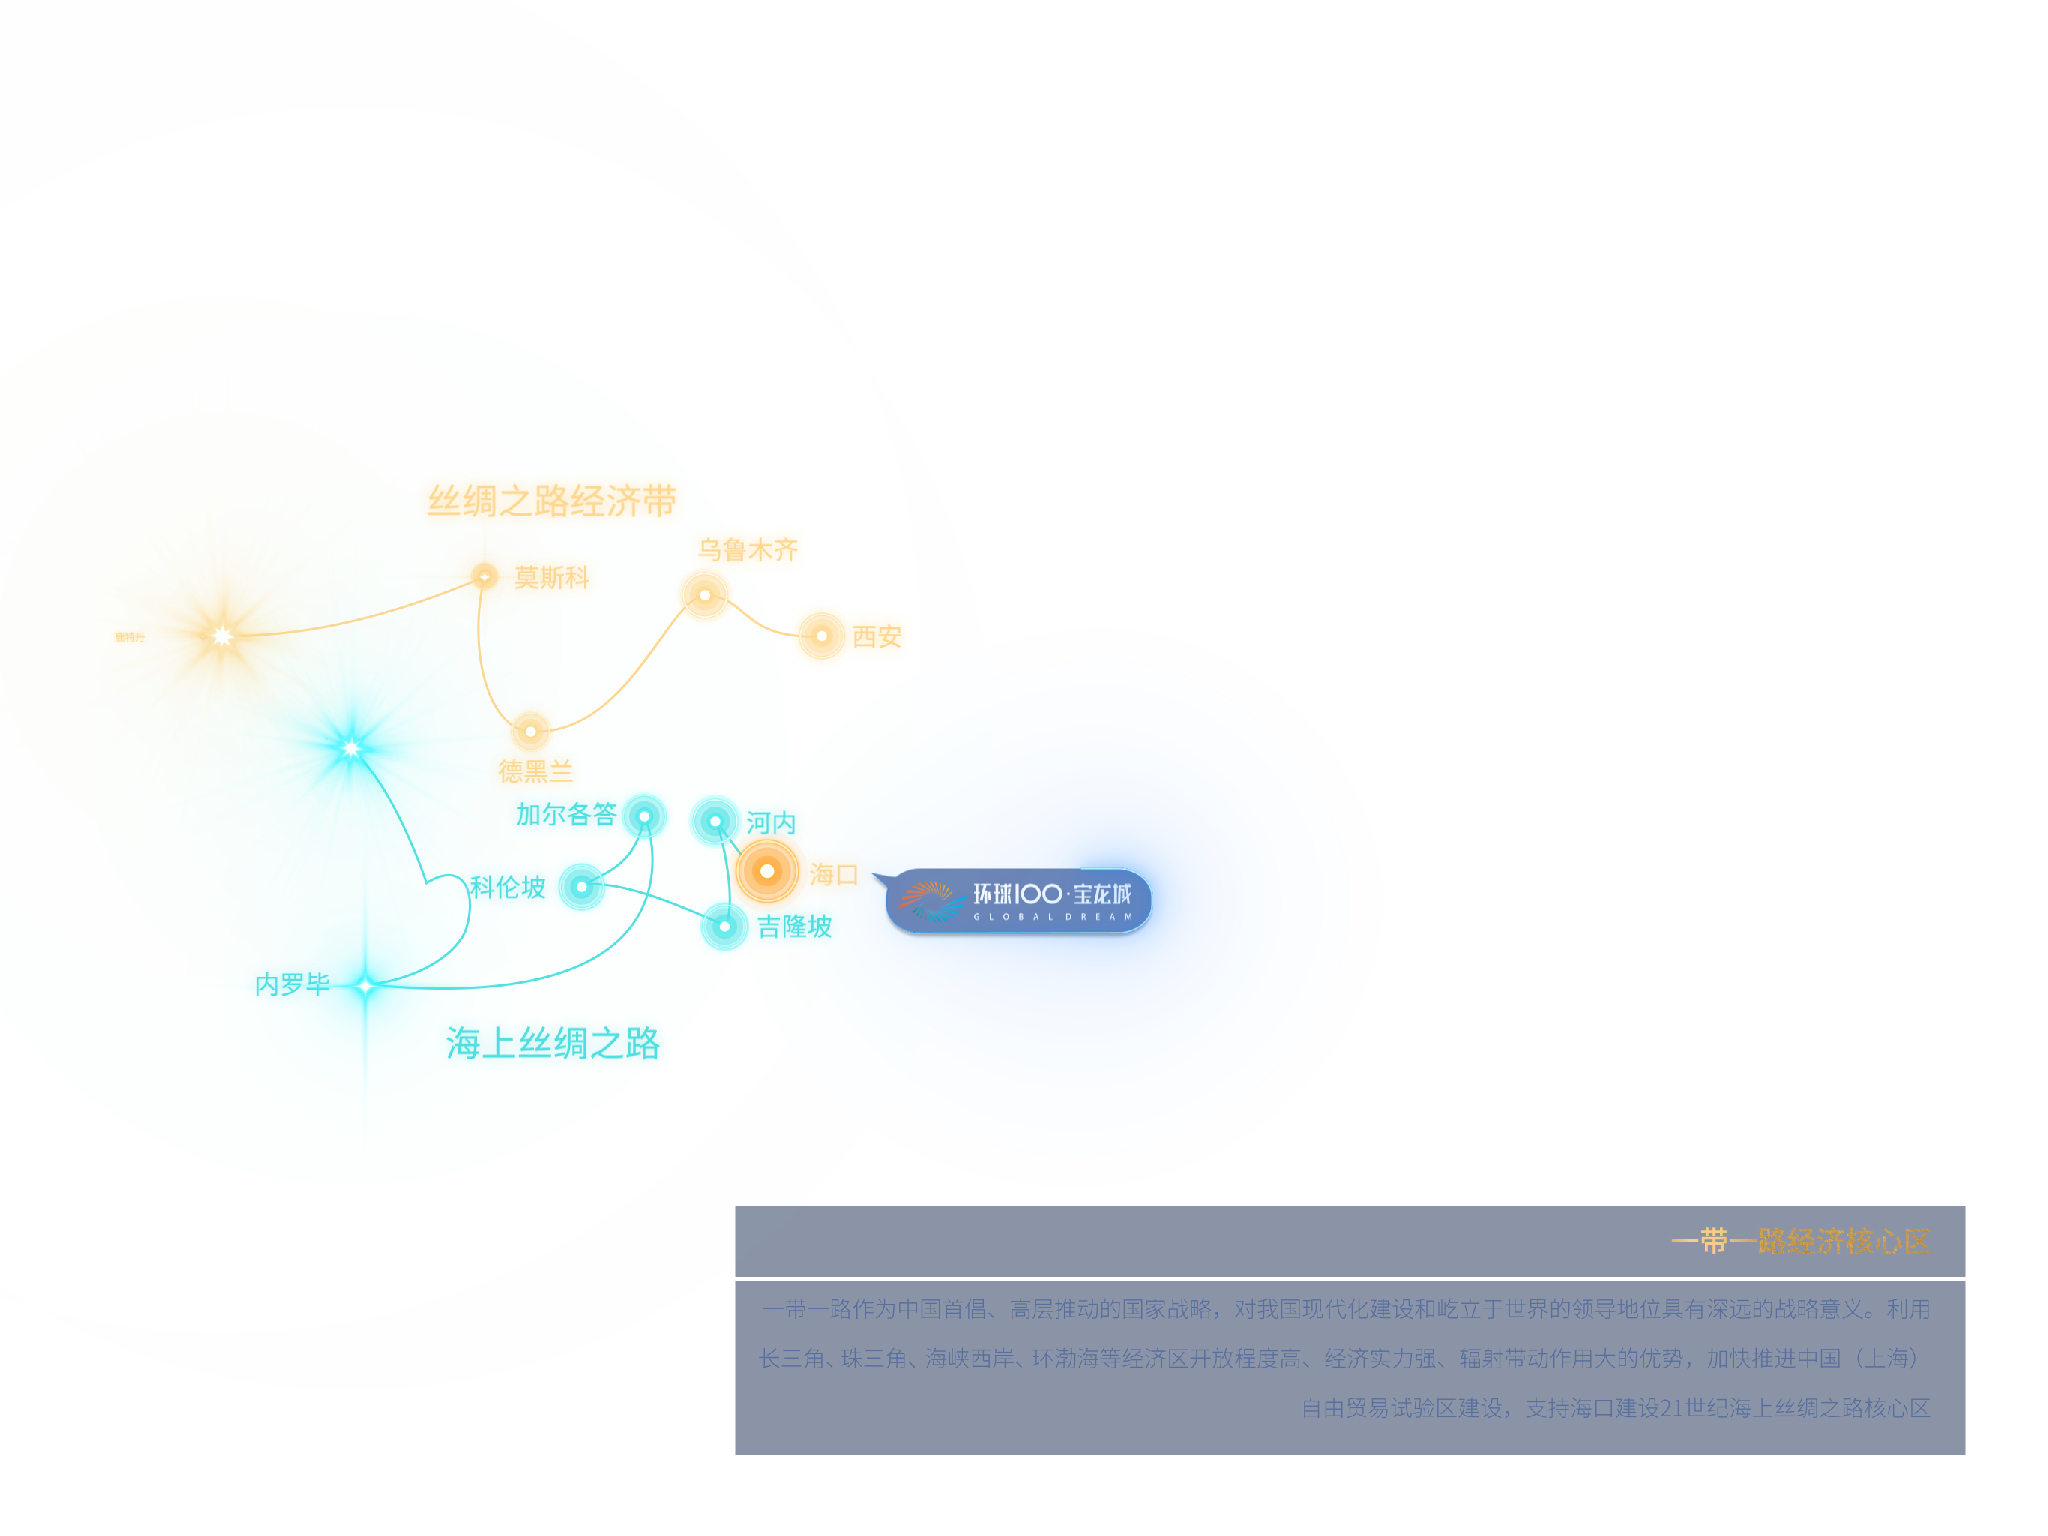 丝绸之路经济带
乌鲁木齐
莫斯科
西安
德黑兰
加尔各答
河内
海口
科伦坡
环球100·宝龙城
GLOBAL DREAM
吉隆坡
内罗毕
海上丝绸之路
一带一路经济核心区
一带一路作为中国首倡、高层推动的国家战略，对我国现代化建设和屹立于世界的领导地位具有深远的战略意义。利用
长三角、珠三角、海峡西岸、环渤海等经济区开放程度高、经济实力强、辐射带动作用大的优势，加快推进中国（上海）
自由贸易试验区建设，支持海口建设21世纪海上丝绸之路核心区